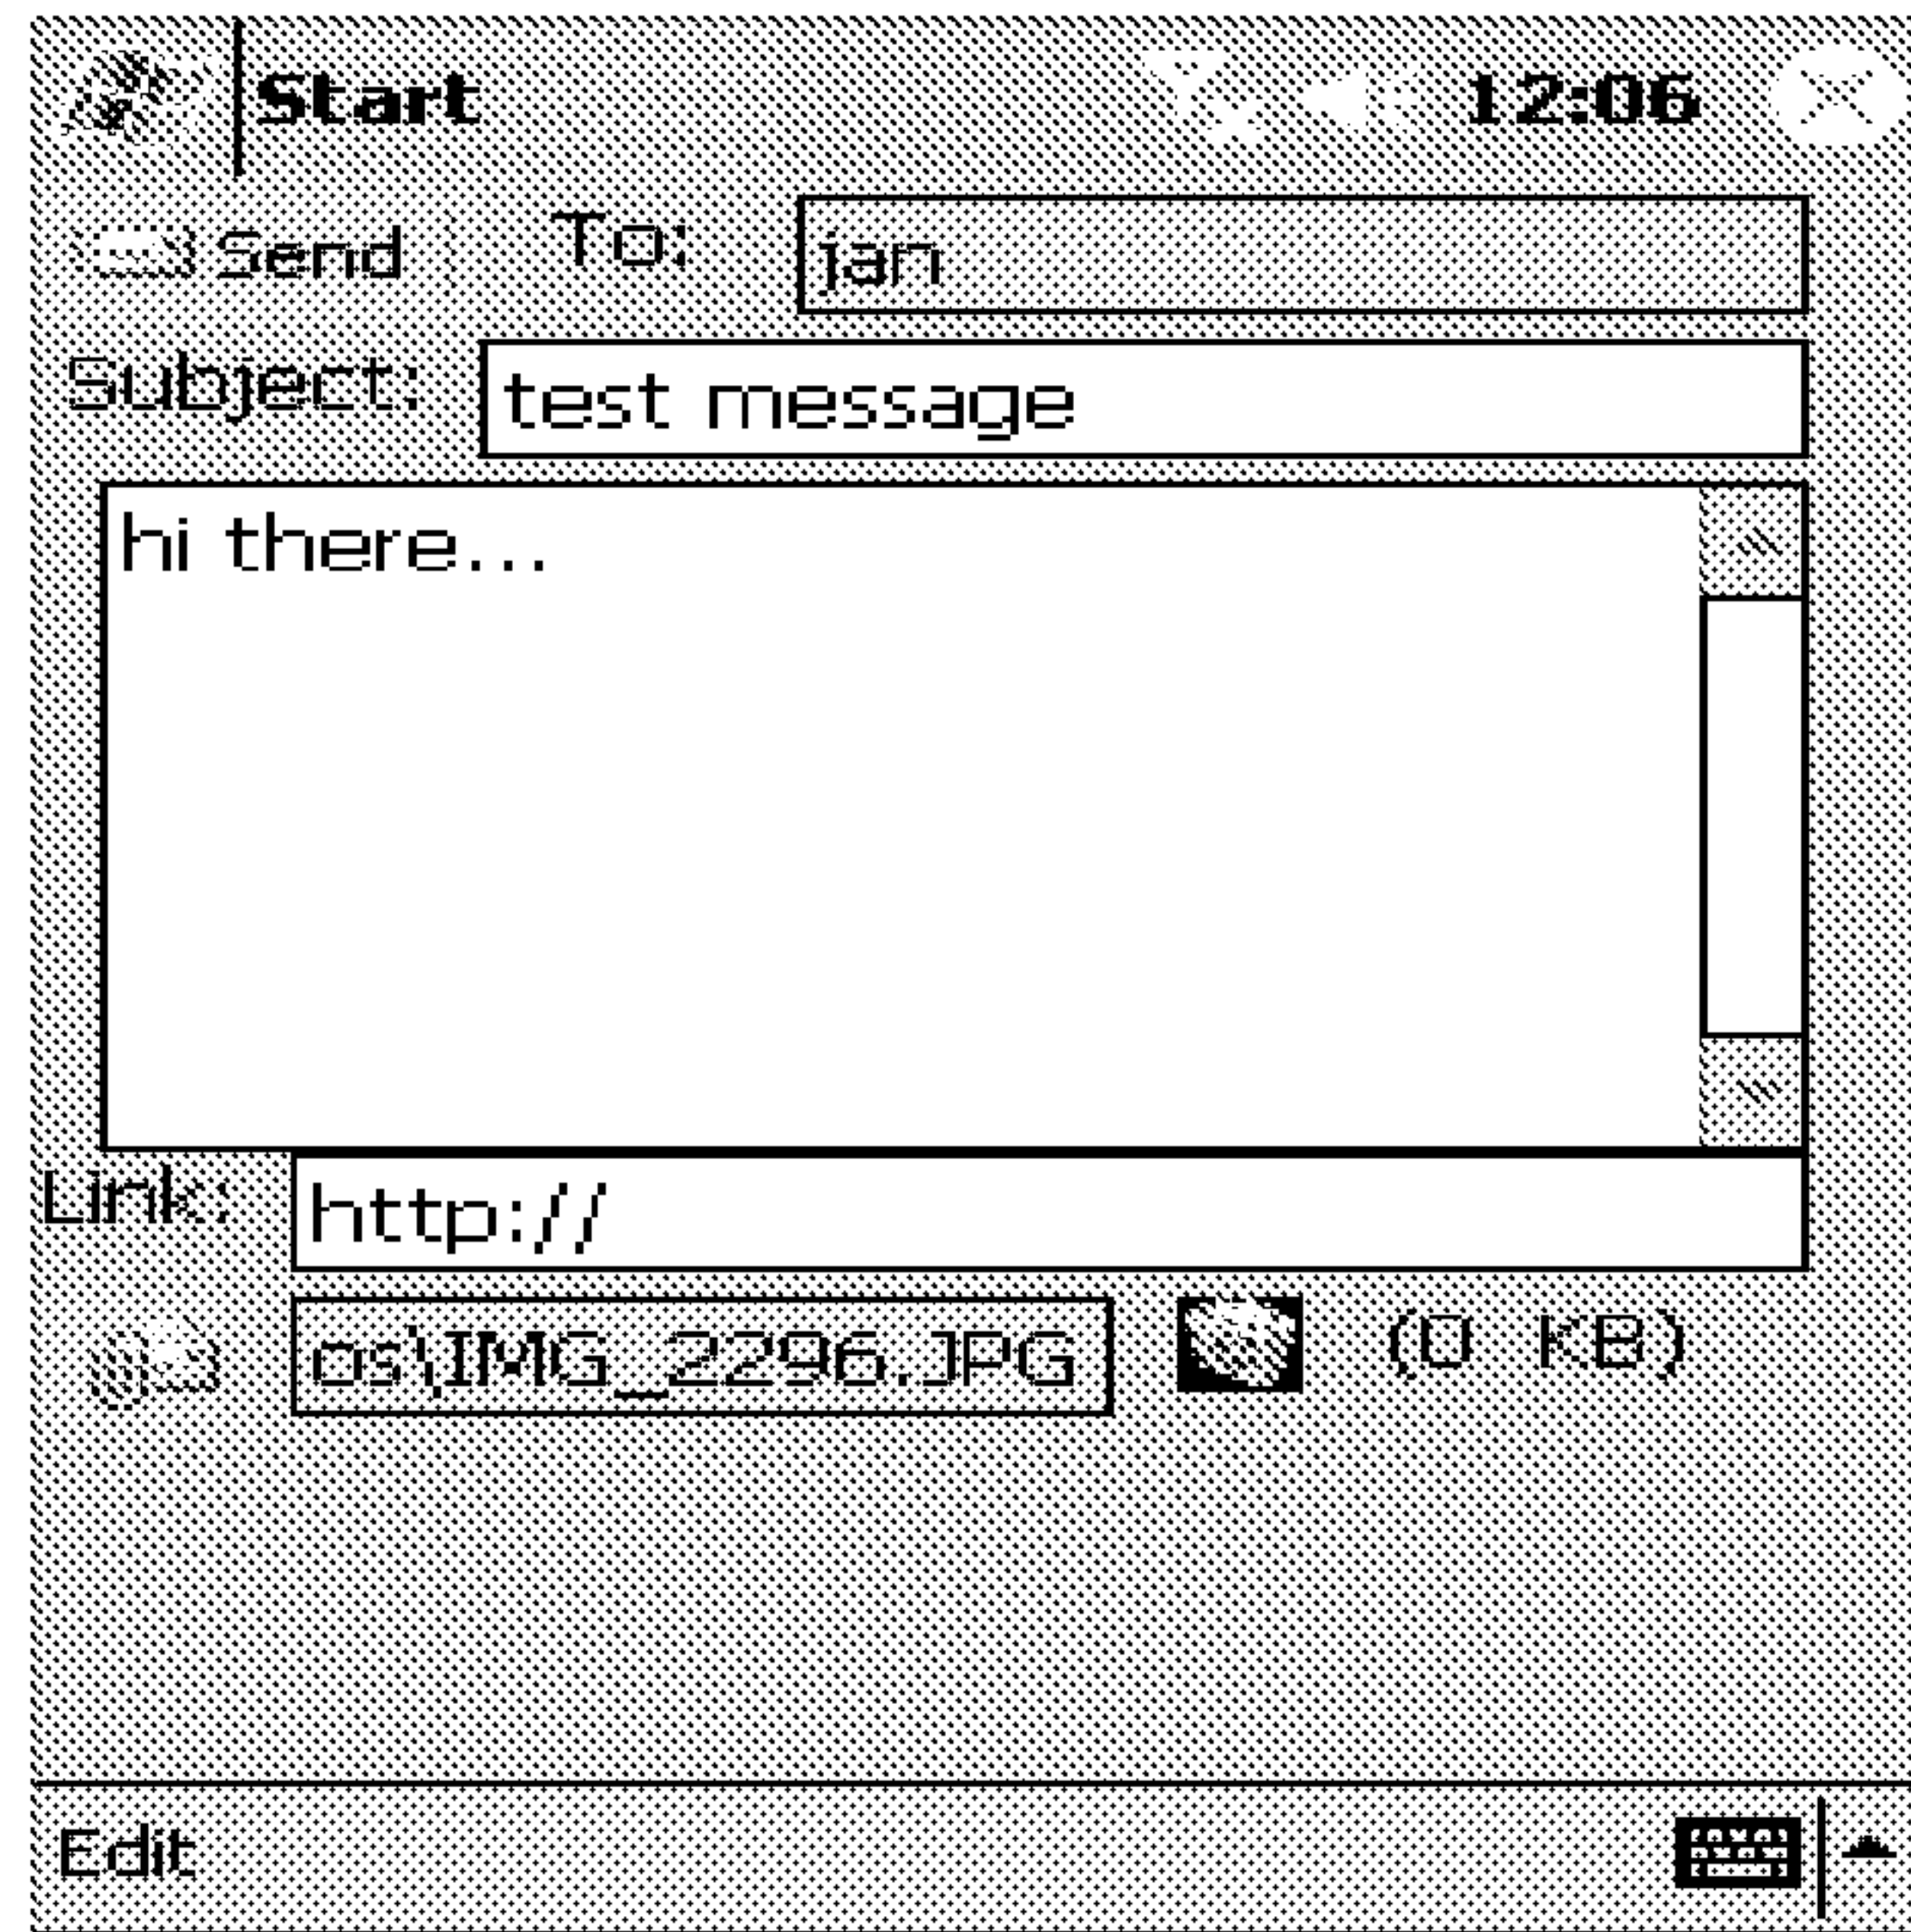 Start 12:06
Send To: jan
Subject: test message
hi there...
Link: http://
os\IMG_2296.JPG (0 KB)
Edit